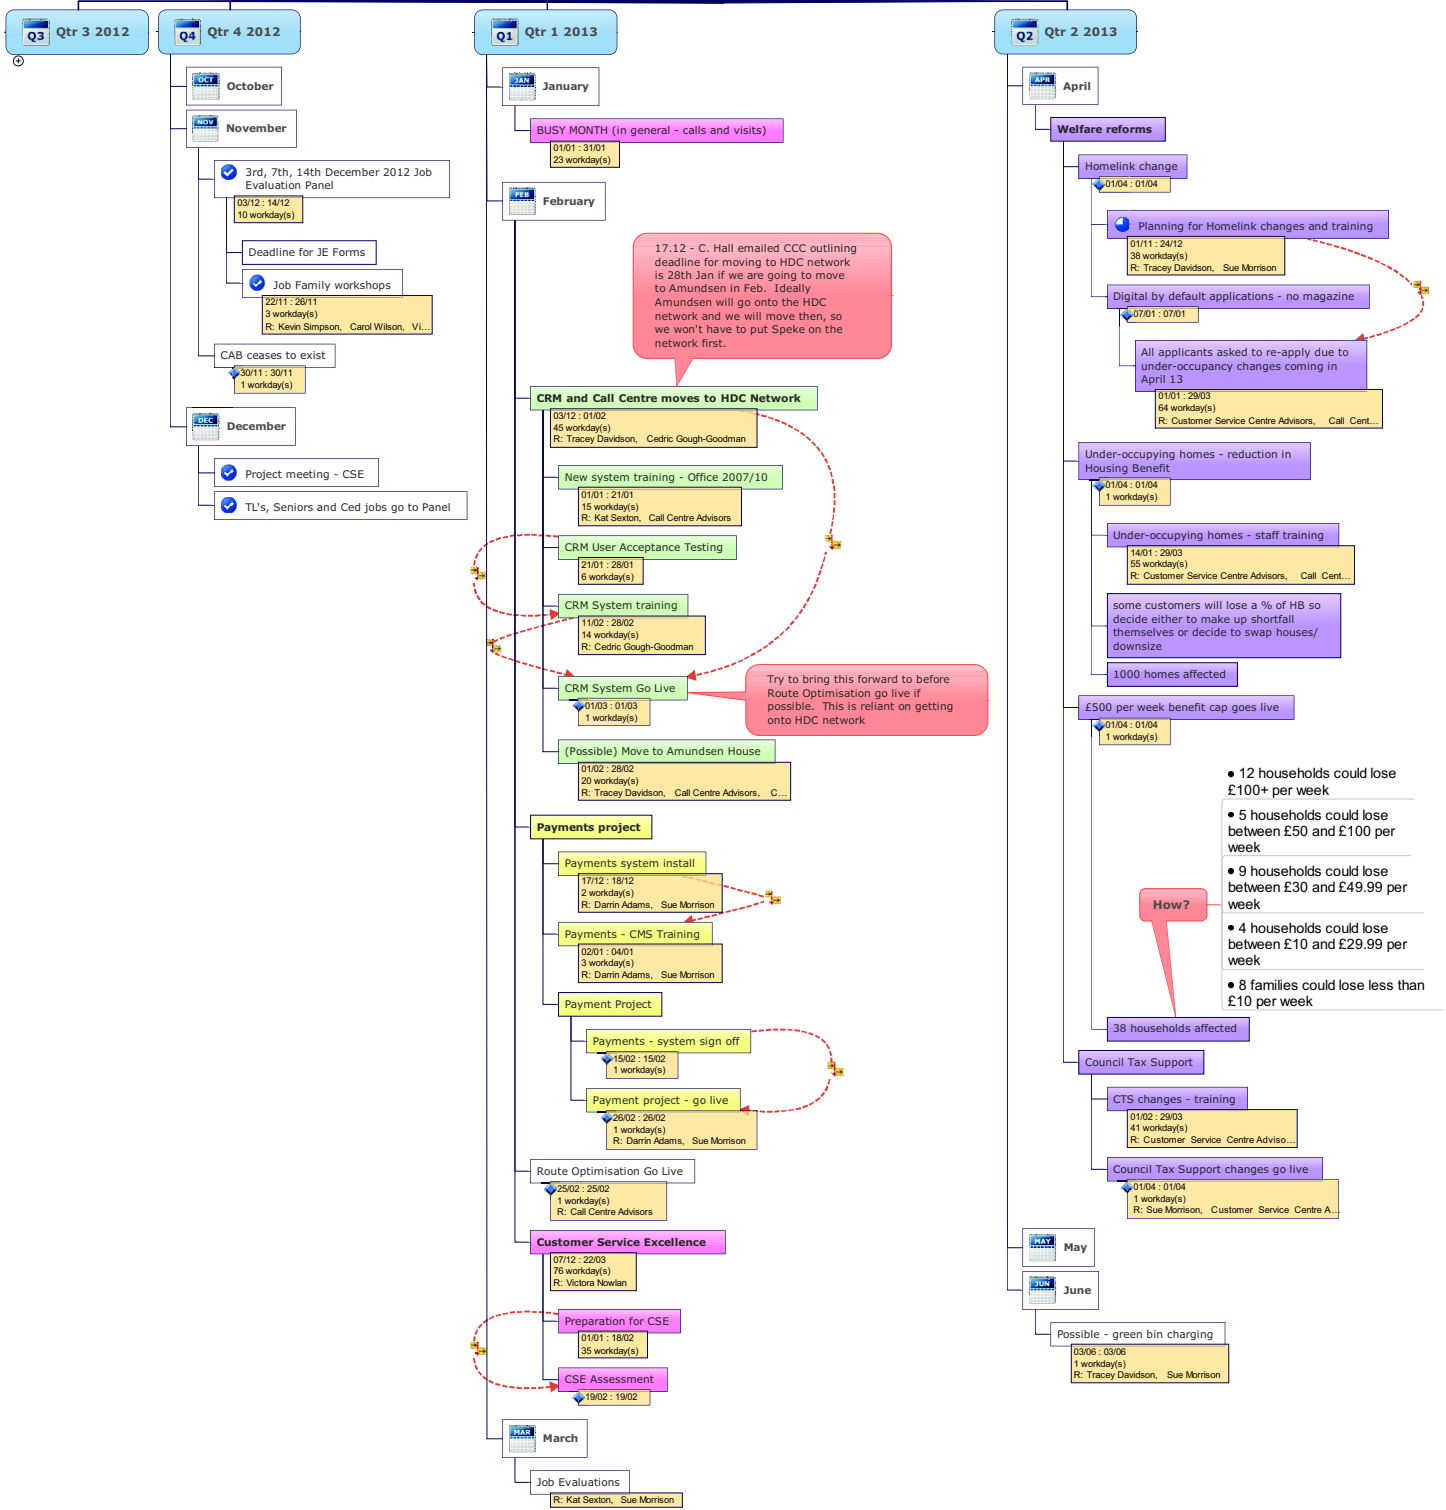 Q3 Qtr 3 2012
Q4 Qtr 4 2012
OCT October
NOV November
3rd, 7th, 14th December 2012 Job
Evaluation Panel
03/12 : 14/12
10 workday(s)
Deadline for JE Forms
Job Family workshops
22/11 : 26/11
3 workday(s)
R: Kevin Simpson, Carol Wilson, Vi...
CAB ceases to exist
30/11 : 30/11
1 workday(s)
DEC December
Project meeting - CSE
TL's, Seniors and Ced jobs go to Panel
Q1 Qtr 1 2013
JAN January
BUSY MONTH (in general - calls and visits)
01/01 : 31/01
23 workday(s)
FEB February
17.12 - C. Hall emailed CCC outlining
deadline for moving to HDC network
is 28th Jan if we are going to move
to Amundsen in Feb. Ideally
Amundsen will go onto the HDC
network and we will move then, so
we won't have to put Speke on the
network first.
CRM and Call Centre moves to HDC Network
03/12 : 01/02
45 workday(s)
R: Tracey Davidson, Cedric Gough-Goodman
New system training - Office 2007/10
01/01 : 21/01
15 workday(s)
R: Kat Sexton, Call Centre Advisors
CRM User Acceptance Testing
21/01 : 28/01
6 workday(s)
CRM System training
11/02 : 28/02
14 workday(s)
R: Cedric Gough-Goodman
CRM System Go Live
01/03 : 01/03
1 workday(s)
Try to bring this forward to before
Route Optimisation go live if
possible. This is reliant on getting
onto HDC network
(Possible) Move to Amundsen House
01/02 : 28/02
20 workday(s)
R: Tracey Davidson, Call Centre Advisors, C...
Payments project
Payments system install
17/12 : 18/12
2 workday(s)
R: Darrin Adams, Sue Morrison
Payments - CMS Training
02/01 : 04/01
3 workday(s)
R: Darrin Adams, Sue Morrison
Payment Project
Payments - system sign off
15/02 : 15/02
1 workday(s)
Payment project - go live
26/02 : 26/02
1 workday(s)
R: Darrin Adams, Sue Morrison
Route Optimisation Go Live
25/02 : 25/02
1 workday(s)
R: Call Centre Advisors
Customer Service Excellence
07/12 : 22/03
76 workday(s)
R: Victora Nowlan
Preparation for CSE
01/01 : 18/02
35 workday(s)
CSE Assessment
19/02 : 19/02
MAR March
Job Evaluations
R: Kat Sexton, Sue Morrison
Q2 Qtr 2 2013
APR April
Welfare reforms
Homelink change
01/04 : 01/04
Planning for Homelink changes and training
01/11 : 24/12
38 workday(s)
R: Tracey Davidson, Sue Morrison
Digital by default applications - no magazine
07/01 : 07/01
All applicants asked to re-apply due to
under-occupancy changes coming in
April 13
01/01 : 29/03
64 workday(s)
R: Customer Service Centre Advisors, Call Cent...
Under-occupying homes - reduction in
Housing Benefit
01/04 : 01/04
1 workday(s)
Under-occupying homes - staff training
14/01 : 29/03
55 workday(s)
R: Customer Service Centre Advisors, Call Cent...
some customers will lose a % of HB so
decide either to make up shortfall
themselves or decide to swap houses/
downsize
1000 homes affected
£500 per week benefit cap goes live
01/04 : 01/04
1 workday(s)
• 12 households could lose
£100+ per week
• 5 households could lose
between £50 and £100 per
week
• 9 households could lose
between £30 and £49.99 per
week
• 4 households could lose
between £10 and £29.99 per
week
• 8 families could lose less than
£10 per week
How?
38 households affected
Council Tax Support
CTS changes - training
01/02 : 29/03
41 workday(s)
R: Customer Service Centre Adviso...
Council Tax Support changes go live
01/04 : 01/04
1 workday(s)
R: Sue Morrison, Customer Service Centre A...
MAY May
JUN June
Possible - green bin charging
03/06 : 03/06
1 workday(s)
R: Tracey Davidson, Sue Morrison